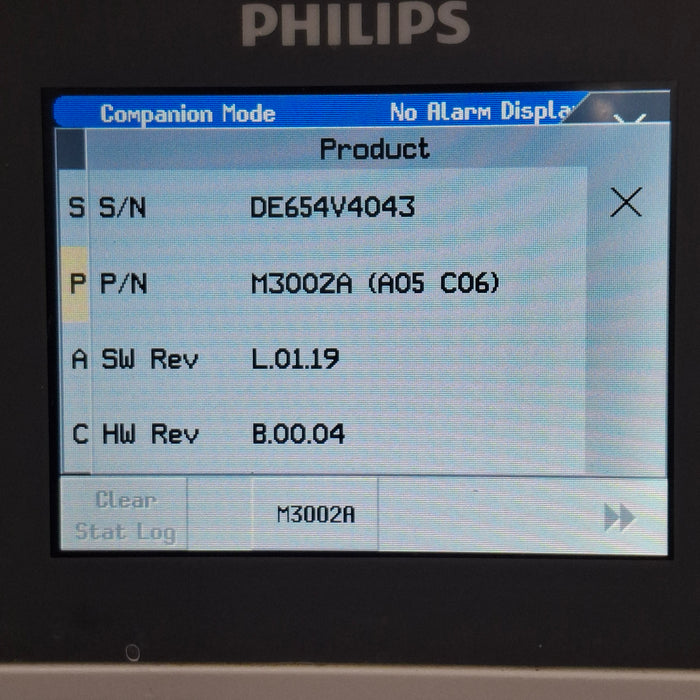 PHILIPS
Companion Mode No Alarm Displa
Product
S S/N DE654V4043
P P/N M3002A (A05 C06)
A SW Rev L.01.19
C HW Rev B.00.04
Clear
Stat Log
M3002A